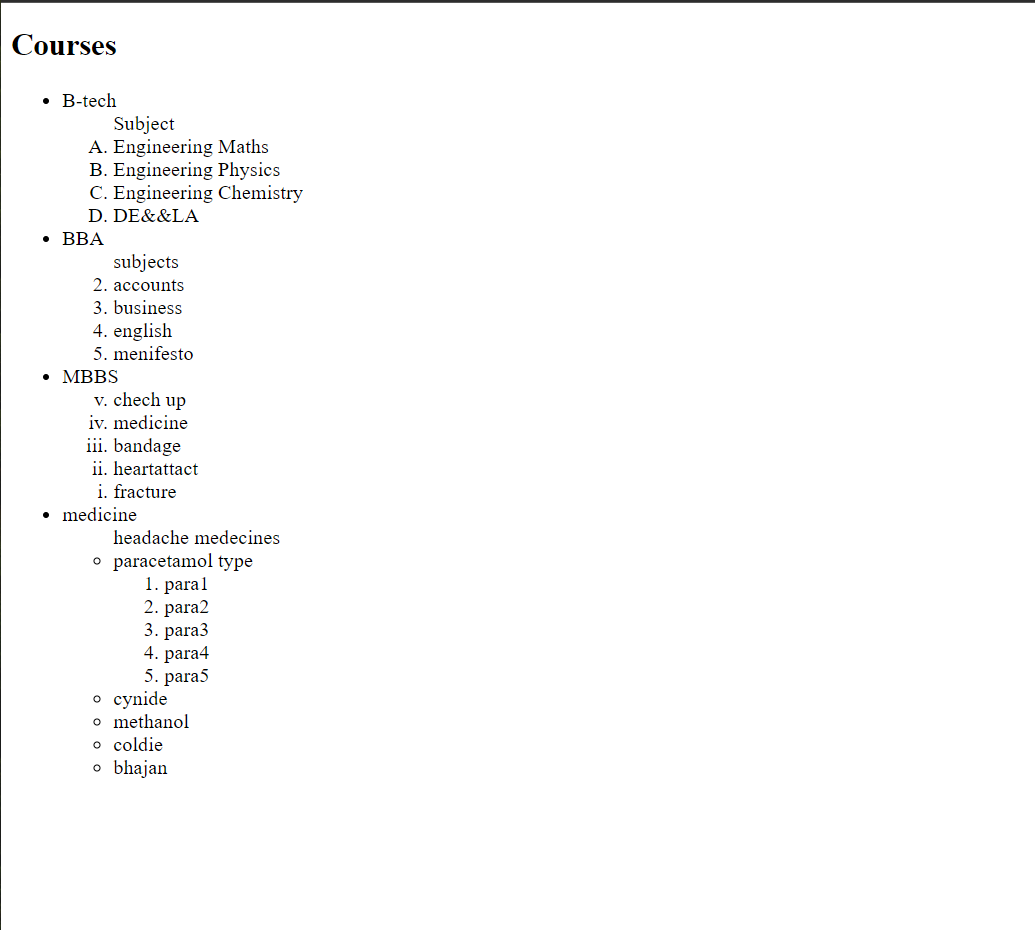 Courses
• B-tech
Subject
A. Engineering Maths
B. Engineering Physics
C. Engineering Chemistry
D. DE&&LA
• BBA
subjects
2. accounts
3. business
4. english
5. menifesto
• MBBS
v. chech up
iv. medicine
iii. bandage
ii. heartattact
i. fracture
• medicine
headache medecines
◦ paracetamol type
1. para1
2. para2
3. para3
4. para4
5. para5
◦ cynide
◦ methanol
◦ coldie
◦ bhajan